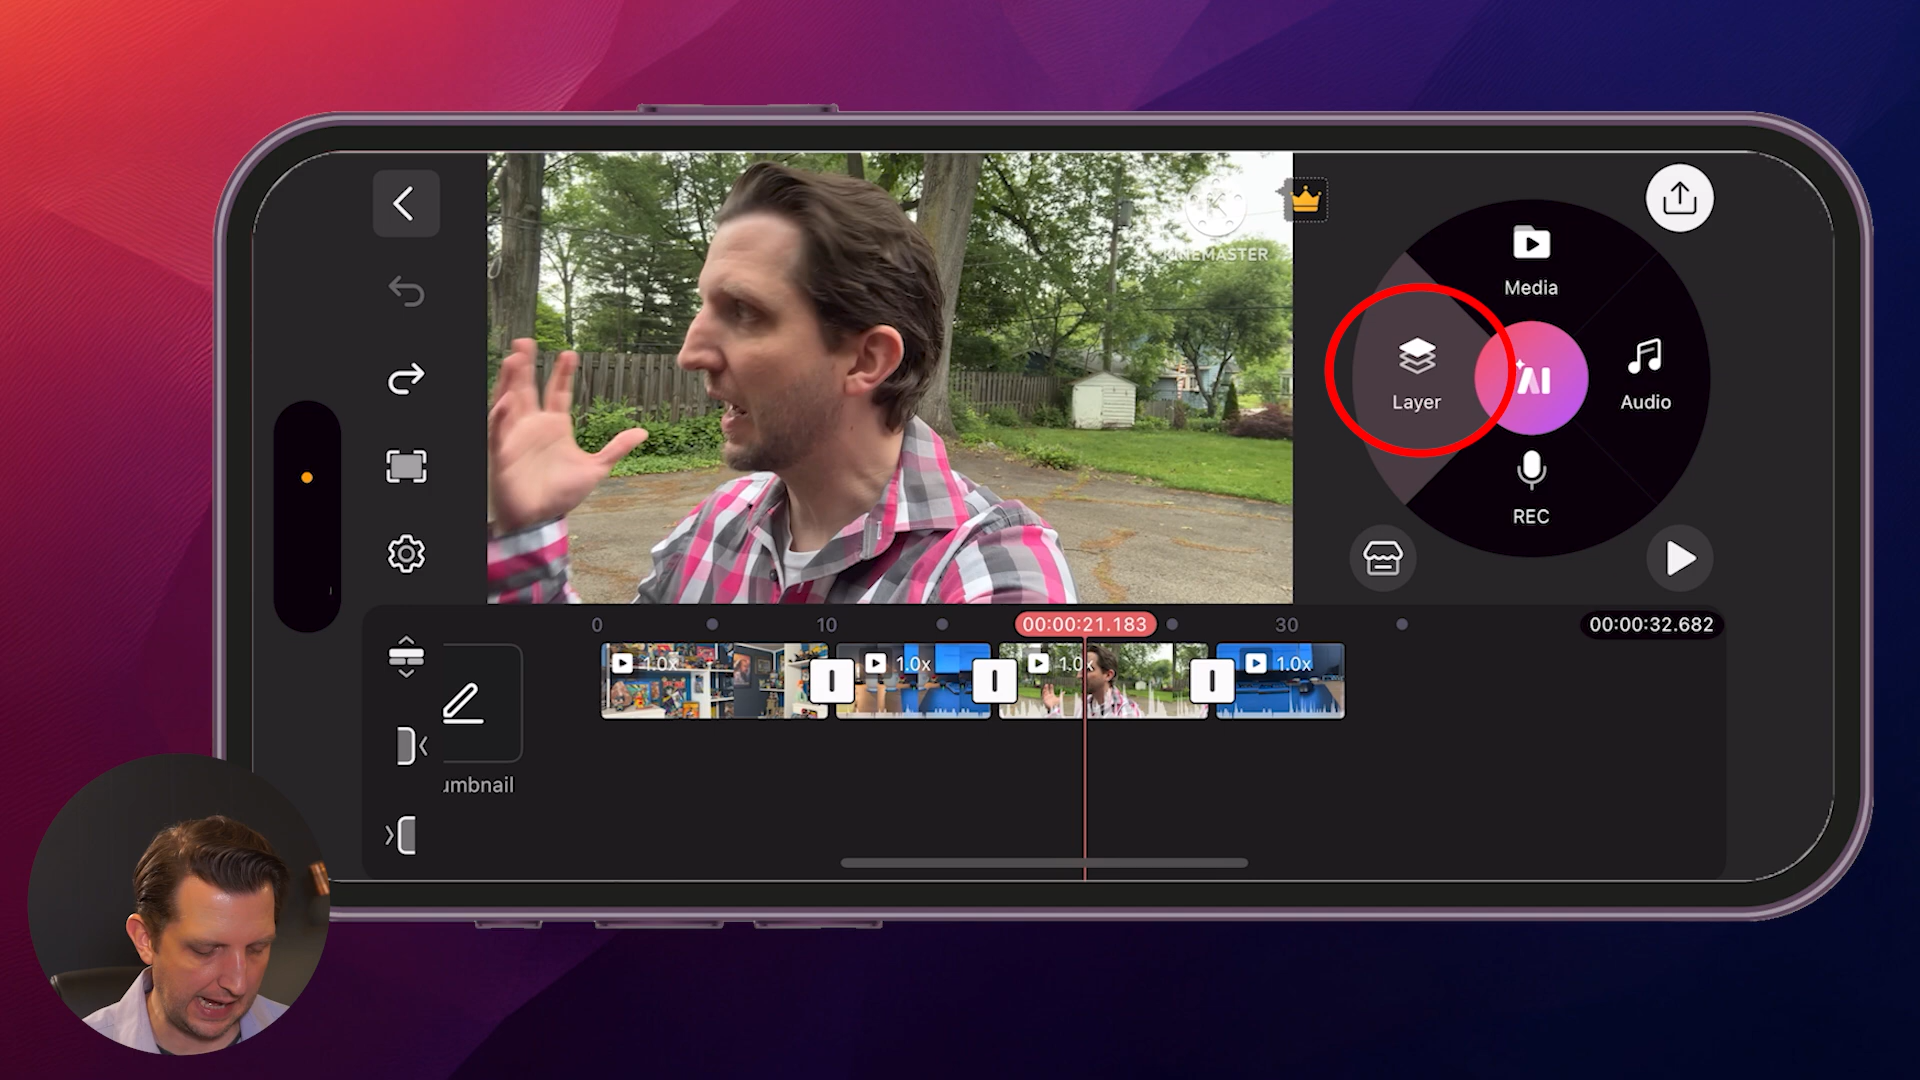 KINEMASTER
Media
Layer
AI
Audio
REC
0
10
00:00:21.183
30
00:00:32.682
1.0x
1.0x
1.0x
1.0x
umbnail